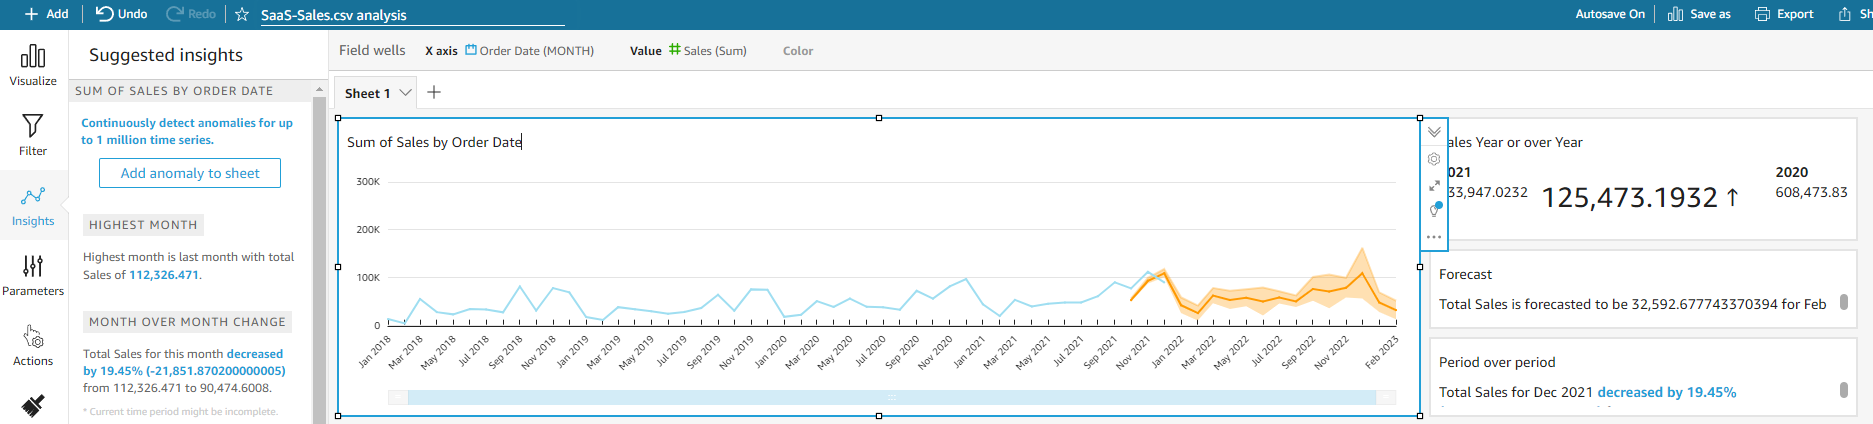 Add
Undo
Redo
SaaS-Sales.csv analysis
Autosave On
Save as
Export
Sh
Visualize
Filter
Insights
Parameters
Actions
Suggested insights
SUM OF SALES BY ORDER DATE
Continuously detect anomalies for up
to 1 million time series.
Add anomaly to sheet
HIGHEST MONTH
Highest month is last month with total
Sales of 112,326.471.
MONTH OVER MONTH CHANGE
Total Sales for this month decreased
by 19.45% (-21,851.870200000005)
from 112,326.471 to 90,474.6008.
* Current time period might be incomplete.
Field wells
X axis Order Date (MONTH)
Value Sales (Sum)
Color
Sheet 1
Sum of Sales by Order Date
300K
200K
100K
0
Jan 2018
Mar 2018
May 2018
Jul 2018
Sep 2018
Nov 2018
Jan 2019
Mar 2019
May 2019
Jul 2019
Sep 2019
Nov 2019
Jan 2020
Mar 2020
May 2020
Jul 2020
Sep 2020
Nov 2020
Jan 2021
Mar 2021
May 2021
Jul 2021
Sep 2021
Nov 2021
Jan 2022
Mar 2022
May 2022
Jul 2022
Sep 2022
Nov 2022
Feb 2023
ales Year or over Year
021
33,947.0232
125,473.1932
2020
608,473.83
Forecast
Total Sales is forecasted to be 32,592.677743370394 for Feb
Period over period
Total Sales for Dec 2021 decreased by 19.45%